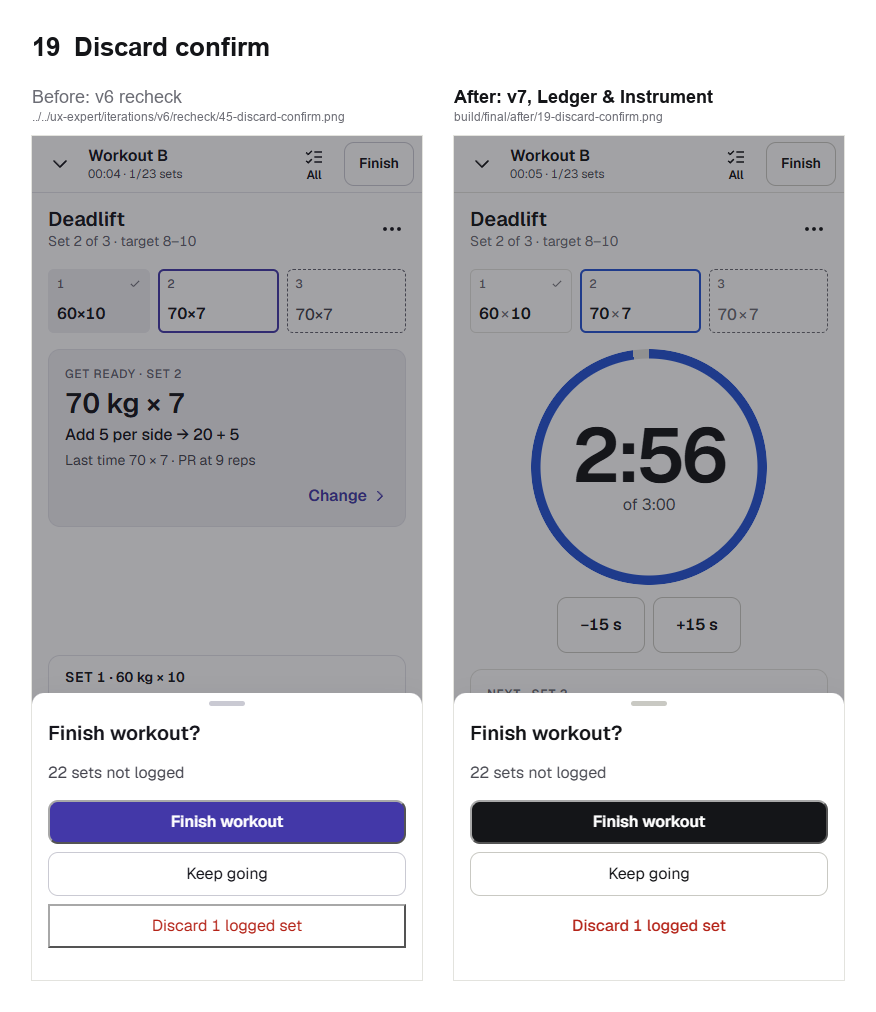 19 Discard confirm
Before: v6 recheck
../../ux-expert/iterations/v6/recheck/45-discard-confirm.png
Workout B
00:04 · 1/23 sets
All
Finish
Deadlift
Set 2 of 3 · target 8–10
1
2
3
60×10
70×7
70×7
GET READY · SET 2
70 kg × 7
Add 5 per side → 20 + 5
Last time 70 × 7 · PR at 9 reps
Change
SET 1 · 60 kg × 10
Finish workout?
22 sets not logged
Finish workout
Keep going
Discard 1 logged set
After: v7, Ledger & Instrument
build/final/after/19-discard-confirm.png
Workout B
00:05 · 1/23 sets
All
Finish
Deadlift
Set 2 of 3 · target 8–10
1
2
3
60×10
70×7
70×7
2:56
of 3:00
−15 s
+15 s
NEXT · SET 2
Finish workout?
22 sets not logged
Finish workout
Keep going
Discard 1 logged set